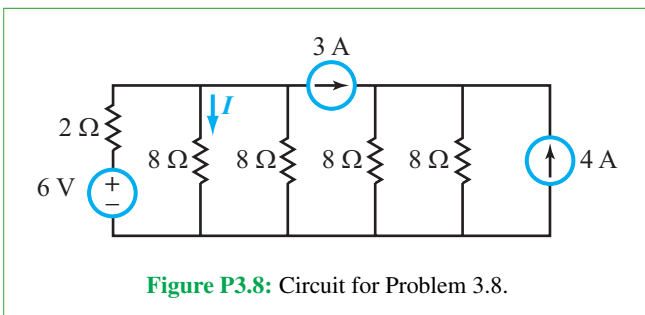 3 A
I
2 Ω
8 Ω 8 Ω 8 Ω 8 Ω
4 A
6 V
+
–
Figure P3.8: Circuit for Problem 3.8.